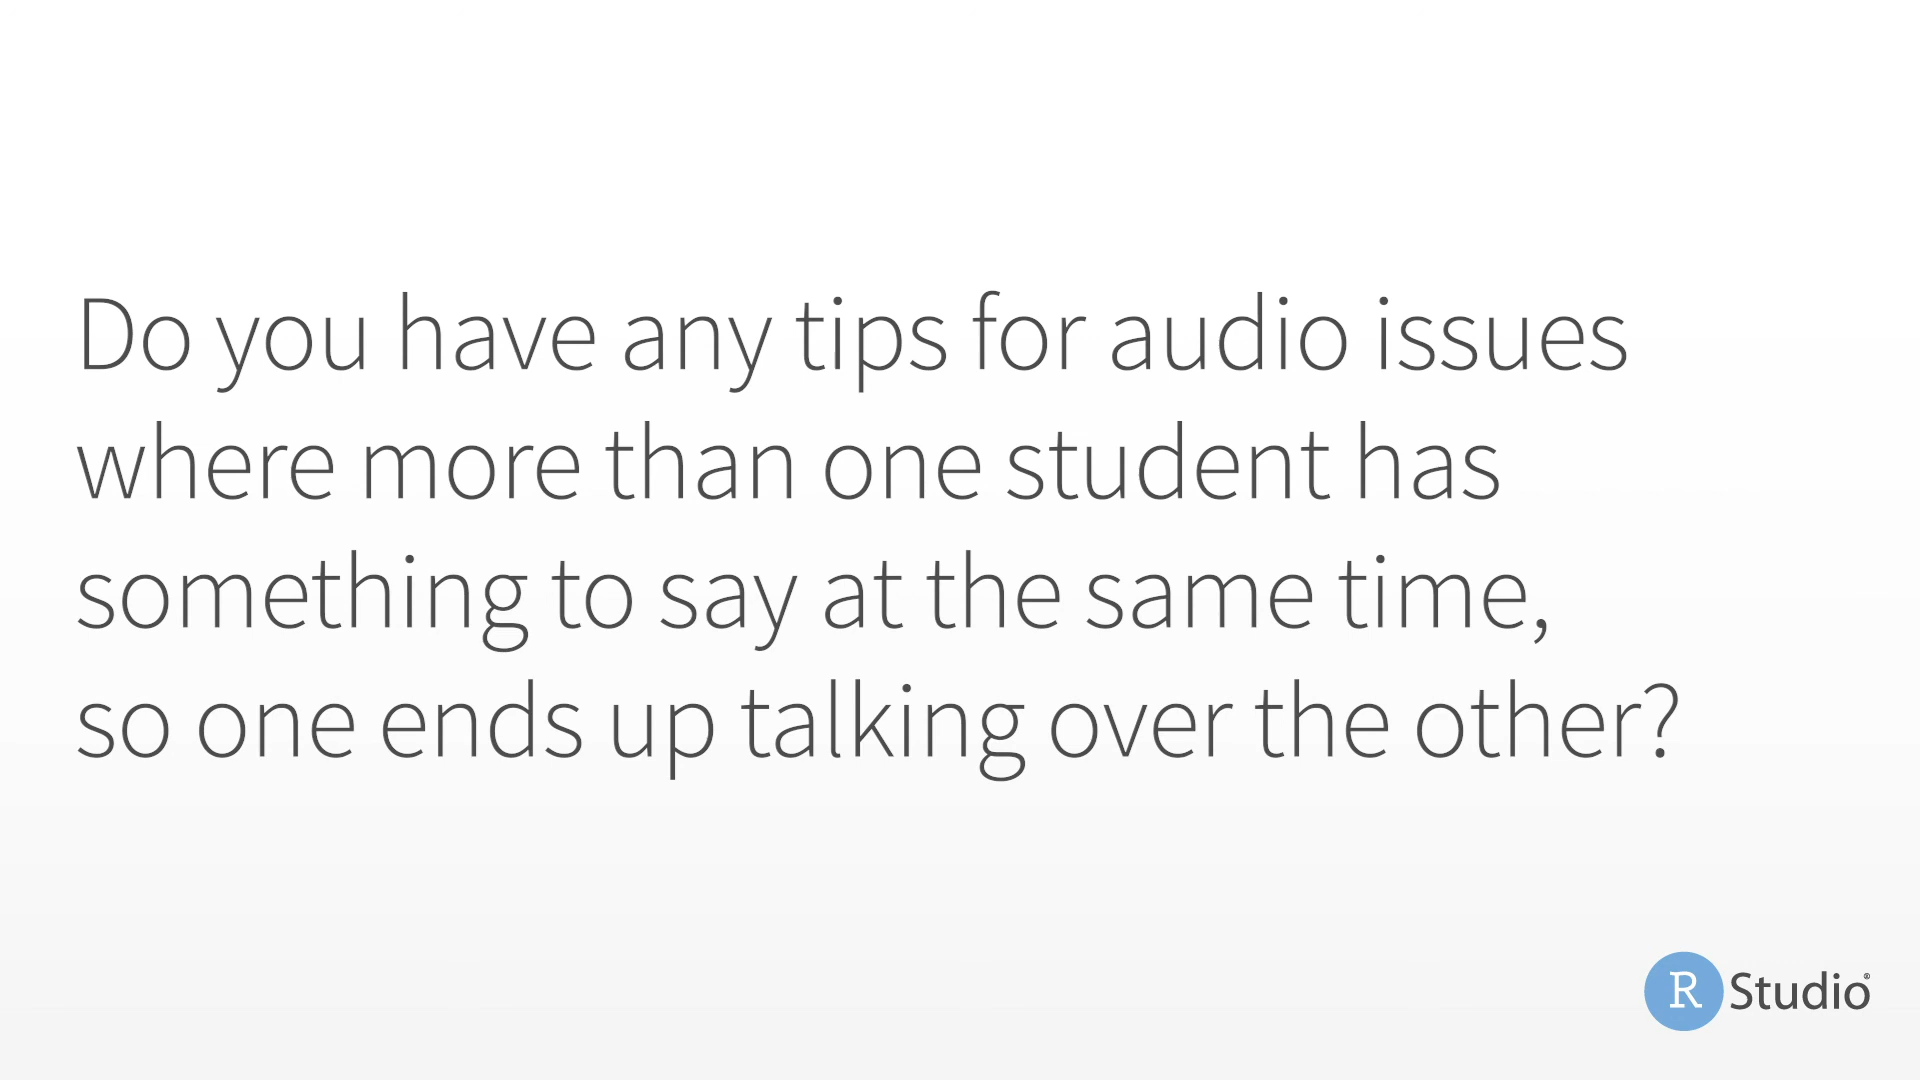 Do you have any tips for audio issues
where more than one student has
something to say at the same time,
so one ends up talking over the other?
R Studio®